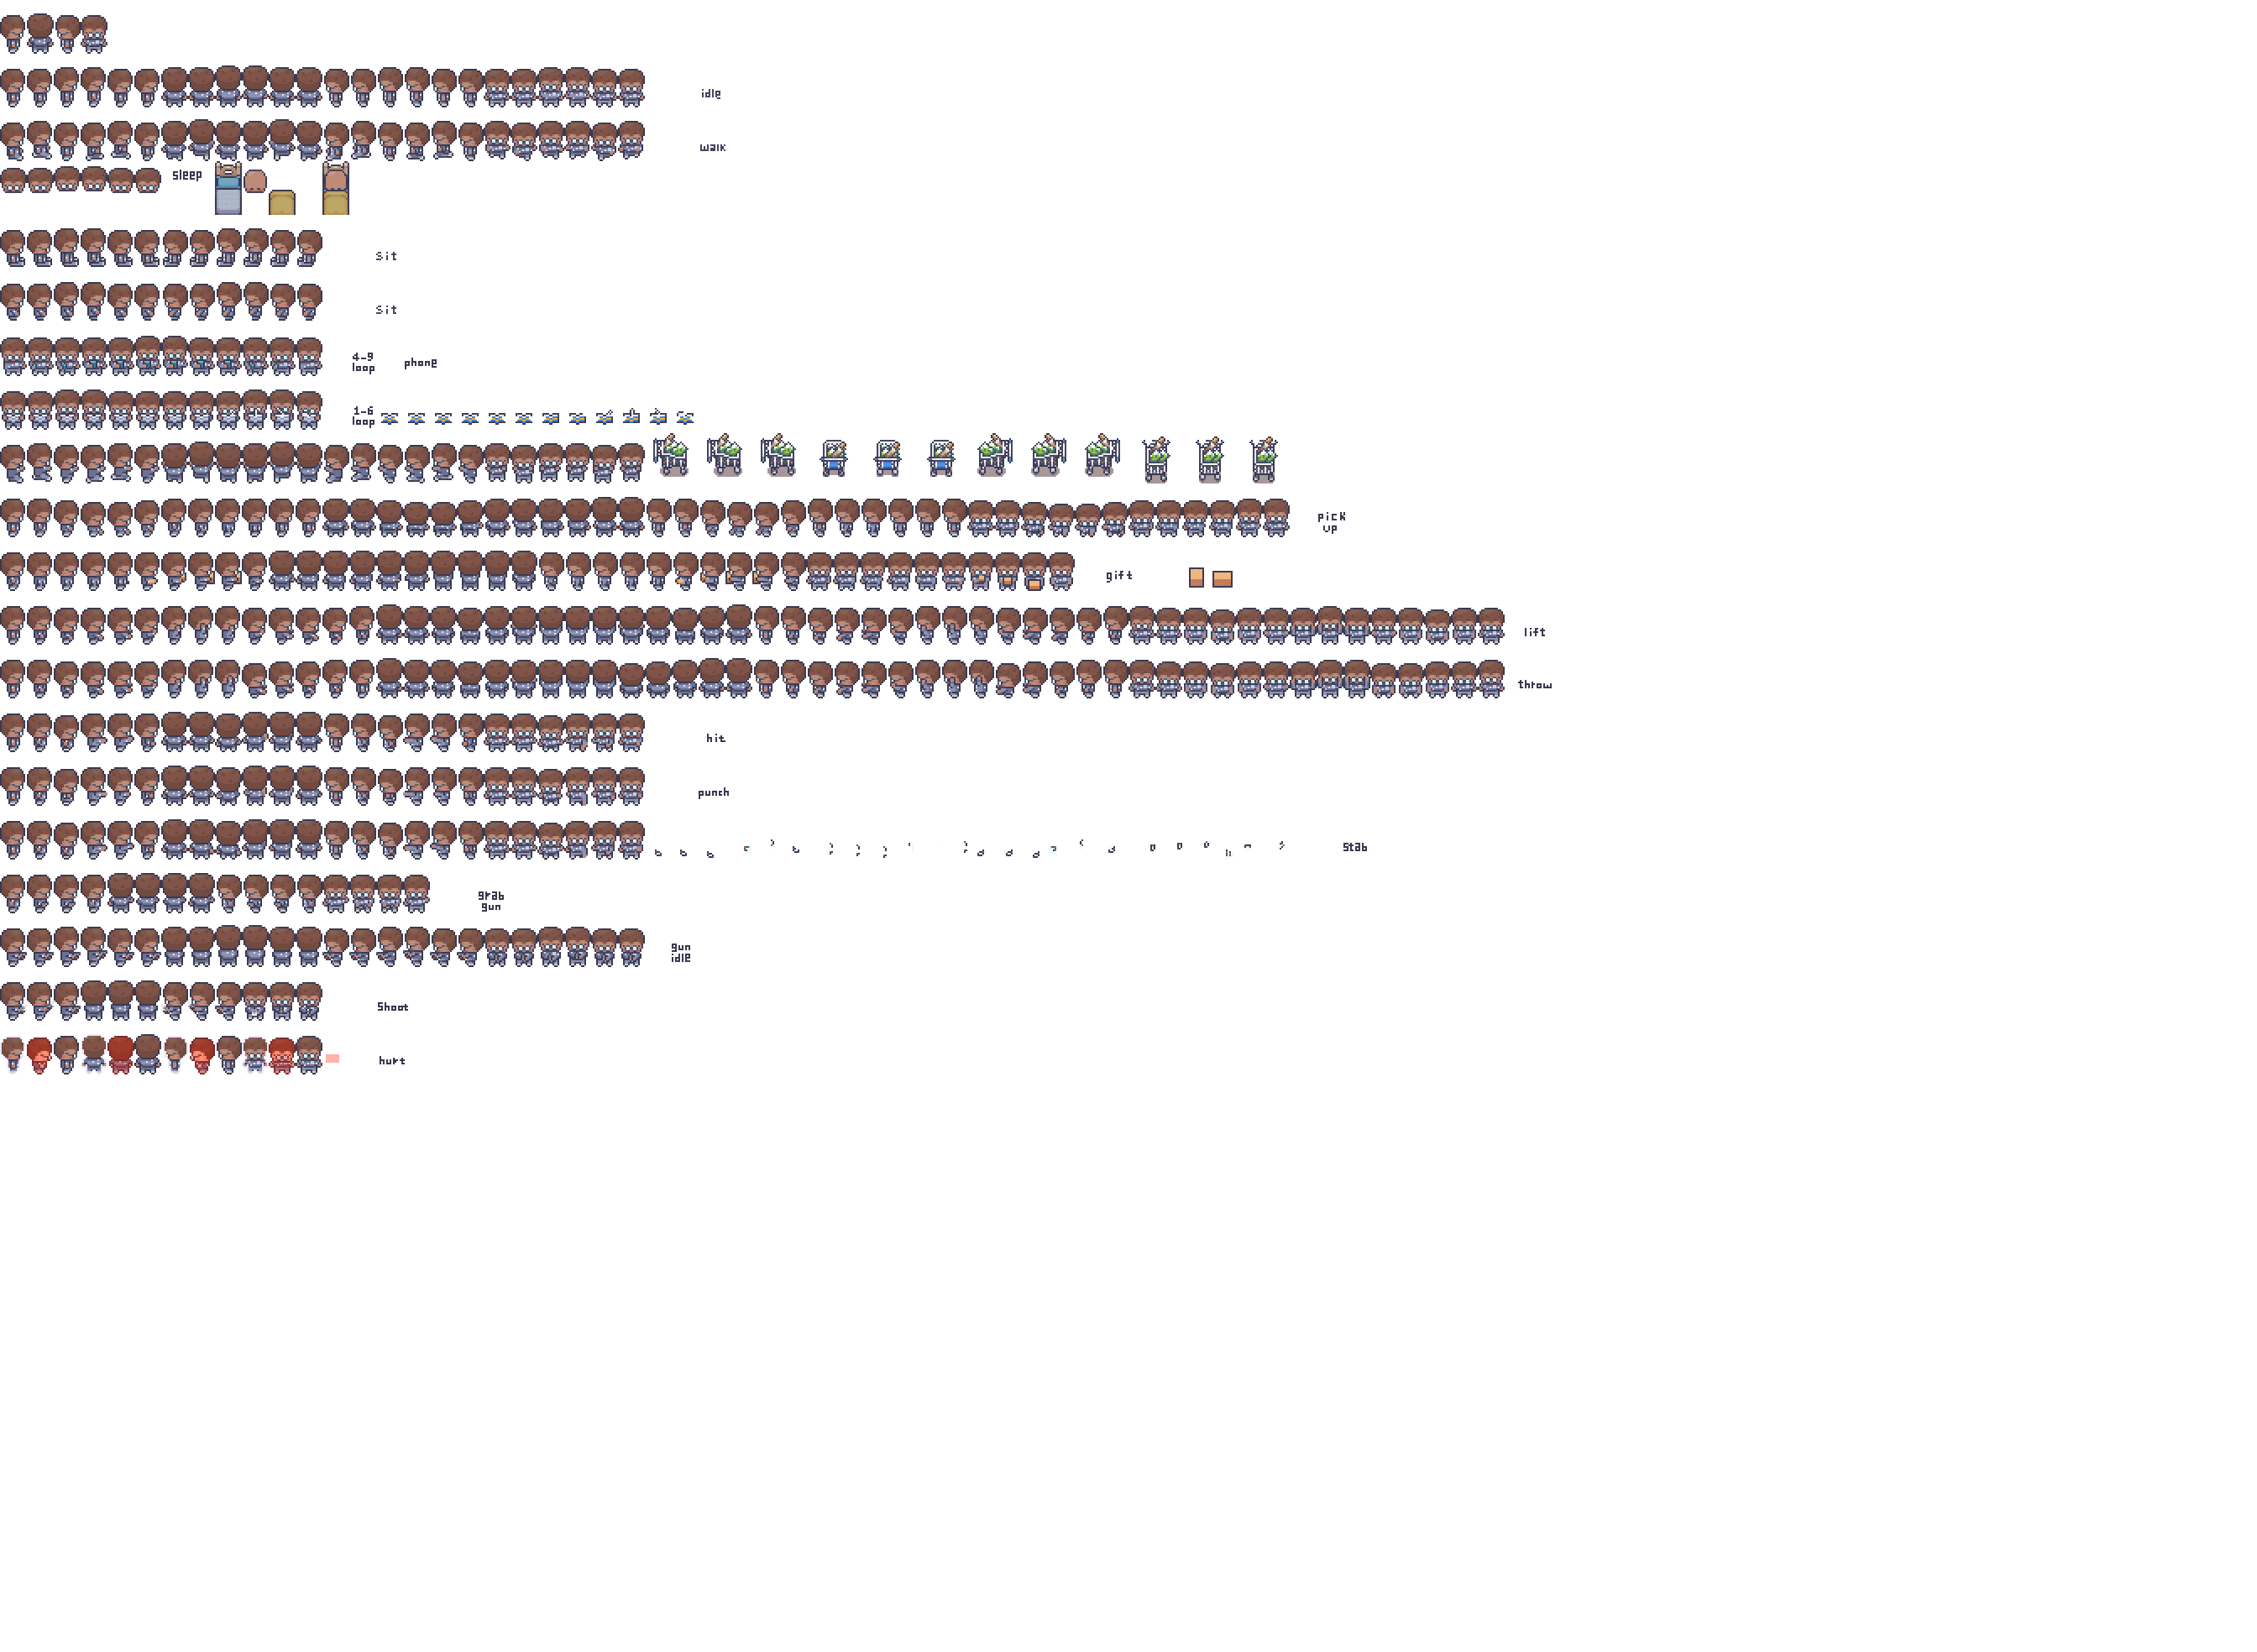 idle
walk
sleep
sit
sit
4-9
loop
phone
1-6
loop
pick
up
gift
lift
throw
hit
punch
stab
grab
gun
gun
idle
Shoot
hurt